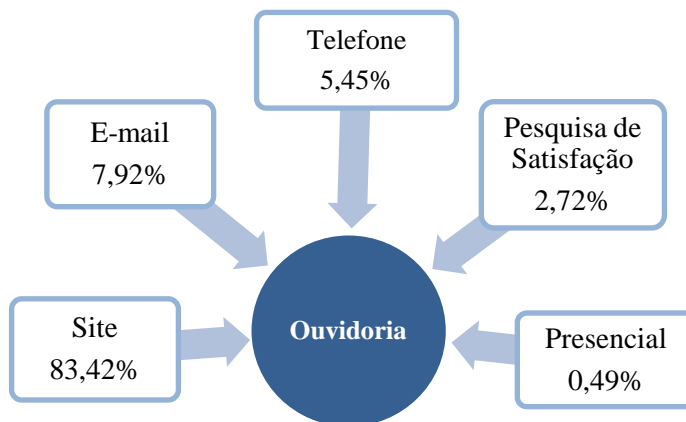 Telefone
5,45%
E-mail
7,92%
Pesquisa de
Satisfação
2,72%
Site
83,42%
Ouvidoria
Presencial
0,49%